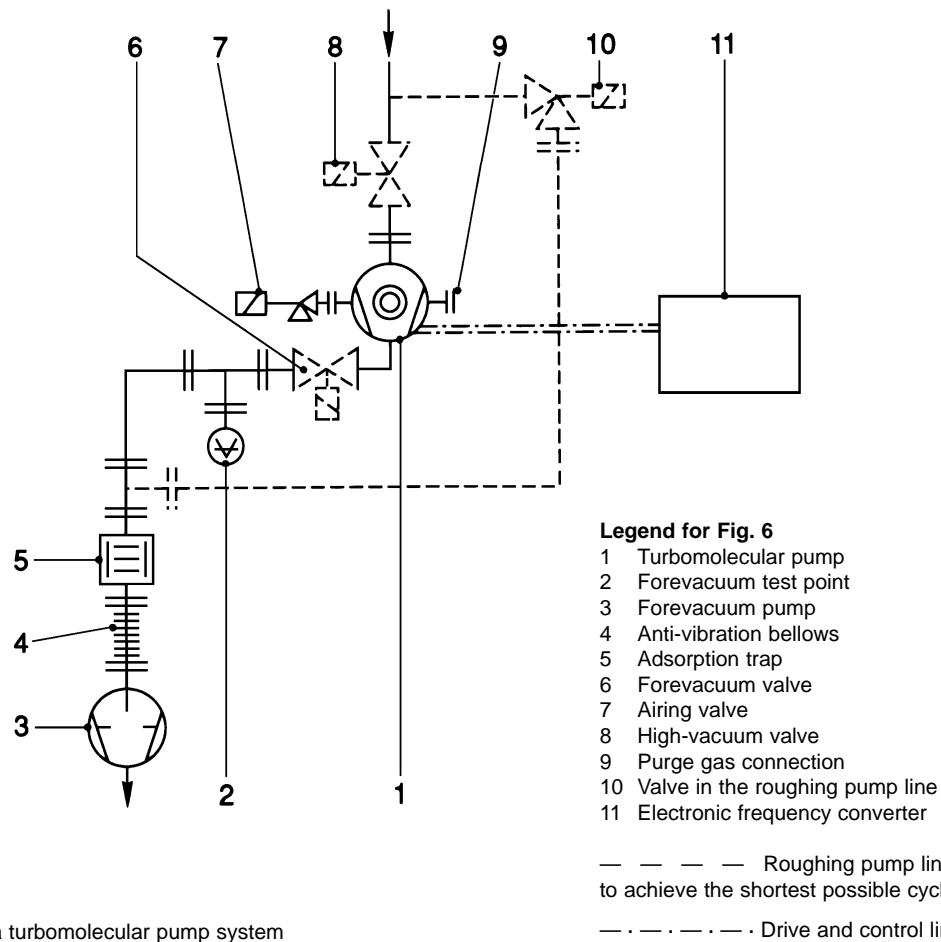 6 7 8 9 10 11
5
4
3
2 1
Legend for Fig. 6
1 Turbomolecular pump
2 Forevacuum test point
3 Forevacuum pump
4 Anti-vibration bellows
5 Adsorption trap
6 Forevacuum valve
7 Airing valve
8 High-vacuum valve
9 Purge gas connection
10 Valve in the roughing pump line
11 Electronic frequency converter
— — — — Roughing pump lin
to achieve the shortest possible cycl
turbomolecular pump system
— · — · — · — · Drive and control li